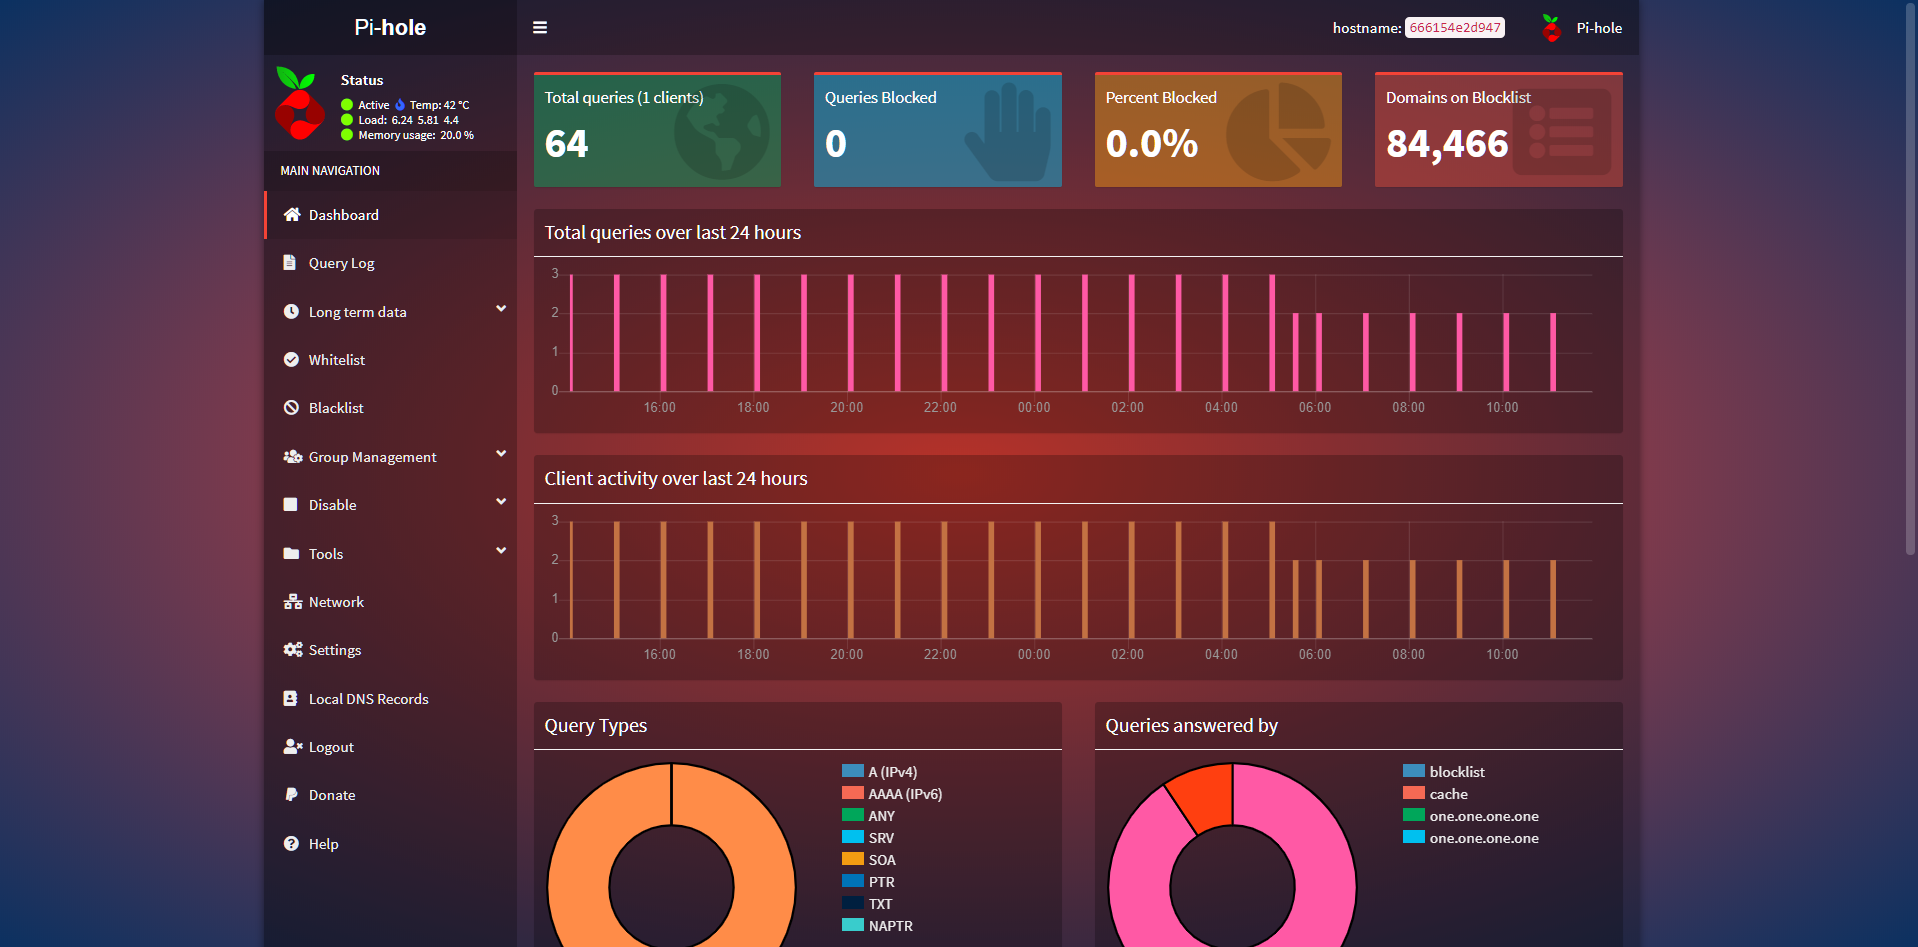 Pi-hole
hostname: 666154e2d947
Pi-hole
Status
Active Temp: 42 °C
Load: 6.24 5.81 4.4
Memory usage: 20.0 %
MAIN NAVIGATION
Dashboard
Query Log
Long term data
Whitelist
Blacklist
Group Management
Disable
Tools
Network
Settings
Local DNS Records
Logout
Donate
Help
Total queries (1 clients)
64
Queries Blocked
0
Percent Blocked
0.0%
Domains on Blocklist
84,466
Total queries over last 24 hours
3
2
1
0
16:00 18:00 20:00 22:00 00:00 02:00 04:00 06:00 08:00 10:00
Client activity over last 24 hours
3
2
1
0
16:00 18:00 20:00 22:00 00:00 02:00 04:00 06:00 08:00 10:00
Query Types
A (IPv4)
AAAA (IPv6)
ANY
SRV
SOA
PTR
TXT
NAPTR
Queries answered by
blocklist
cache
one.one.one.one
one.one.one.one